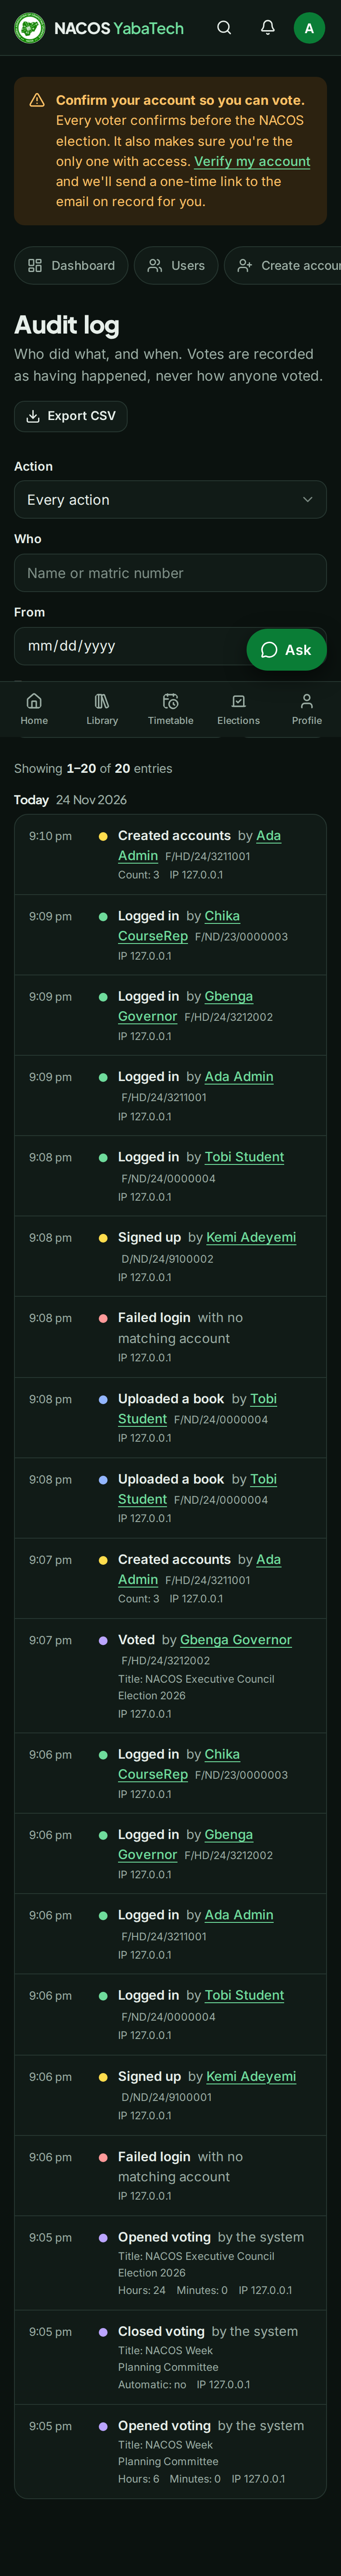 NACOS YabaTech
A
Confirm your account so you can vote.
Every voter confirms before the NACOS
election. It also makes sure you're the
only one with access. Verify my account
and we'll send a one-time link to the
email on record for you.
Dashboard
Users
Create accour
Audit log
Who did what, and when. Votes are recorded
as having happened, never how anyone voted.
Export CSV
Action
Every action
Who
Name or matric number
From
mm/dd/yyyy
Ask
Home
Library
Timetable
Elections
Profile
Showing 1–20 of 20 entries
Today 24 Nov 2026
9:10 pm
Created accounts by Ada
Admin F/HD/24/3211001
Count: 3 IP 127.0.0.1
9:09 pm
Logged in by Chika
CourseRep F/ND/23/0000003
IP 127.0.0.1
9:09 pm
Logged in by Gbenga
Governor F/HD/24/3212002
IP 127.0.0.1
9:09 pm
Logged in by Ada Admin
F/HD/24/3211001
IP 127.0.0.1
9:08 pm
Logged in by Tobi Student
F/ND/24/0000004
IP 127.0.0.1
9:08 pm
Signed up by Kemi Adeyemi
D/ND/24/9100002
IP 127.0.0.1
9:08 pm
Failed login with no
matching account
IP 127.0.0.1
9:08 pm
Uploaded a book by Tobi
Student F/ND/24/0000004
IP 127.0.0.1
9:08 pm
Uploaded a book by Tobi
Student F/ND/24/0000004
IP 127.0.0.1
9:07 pm
Created accounts by Ada
Admin F/HD/24/3211001
Count: 3 IP 127.0.0.1
9:07 pm
Voted by Gbenga Governor
F/HD/24/3212002
Title: NACOS Executive Council
Election 2026
IP 127.0.0.1
9:06 pm
Logged in by Chika
CourseRep F/ND/23/0000003
IP 127.0.0.1
9:06 pm
Logged in by Gbenga
Governor F/HD/24/3212002
IP 127.0.0.1
9:06 pm
Logged in by Ada Admin
F/HD/24/3211001
IP 127.0.0.1
9:06 pm
Logged in by Tobi Student
F/ND/24/0000004
IP 127.0.0.1
9:06 pm
Signed up by Kemi Adeyemi
D/ND/24/9100001
IP 127.0.0.1
9:06 pm
Failed login with no
matching account
IP 127.0.0.1
9:05 pm
Opened voting by the system
Title: NACOS Executive Council
Election 2026
Hours: 24 Minutes: 0 IP 127.0.0.1
9:05 pm
Closed voting by the system
Title: NACOS Week
Planning Committee
Automatic: no IP 127.0.0.1
9:05 pm
Opened voting by the system
Title: NACOS Week
Planning Committee
Hours: 6 Minutes: 0 IP 127.0.0.1